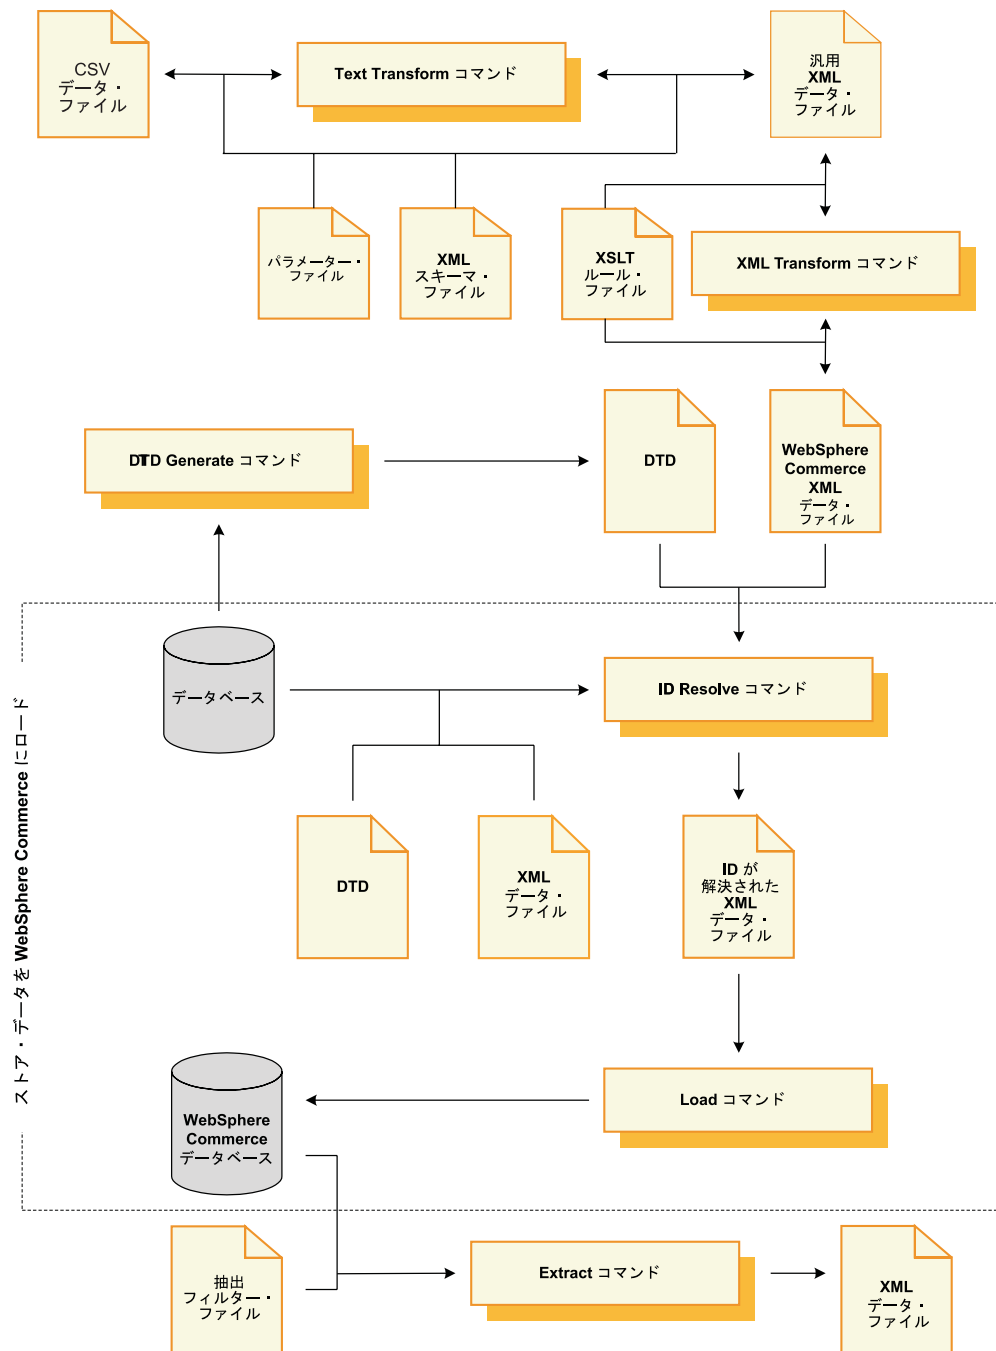 CSV
データ・
ファイル
Text Transform コマンド
汎用
XML
データ・
ファイル
パラメーター・
ファイル
XML
スキーマ・
ファイル
XSLT
ルール・
ファイル
XML Transform コマンド
DTD Generate コマンド
DTD
WebSphere
Commerce
XML
データ・
ファイル
ストア・データを WebSphere Commerce にロード
データベース
ID Resolve コマンド
DTD
XML
データ・
ファイル
ID が
解決された
XML
データ・
ファイル
WebSphere
Commerce
データベース
Load コマンド
抽出
フィルター・
ファイル
Extract コマンド
XML
データ・
ファイル